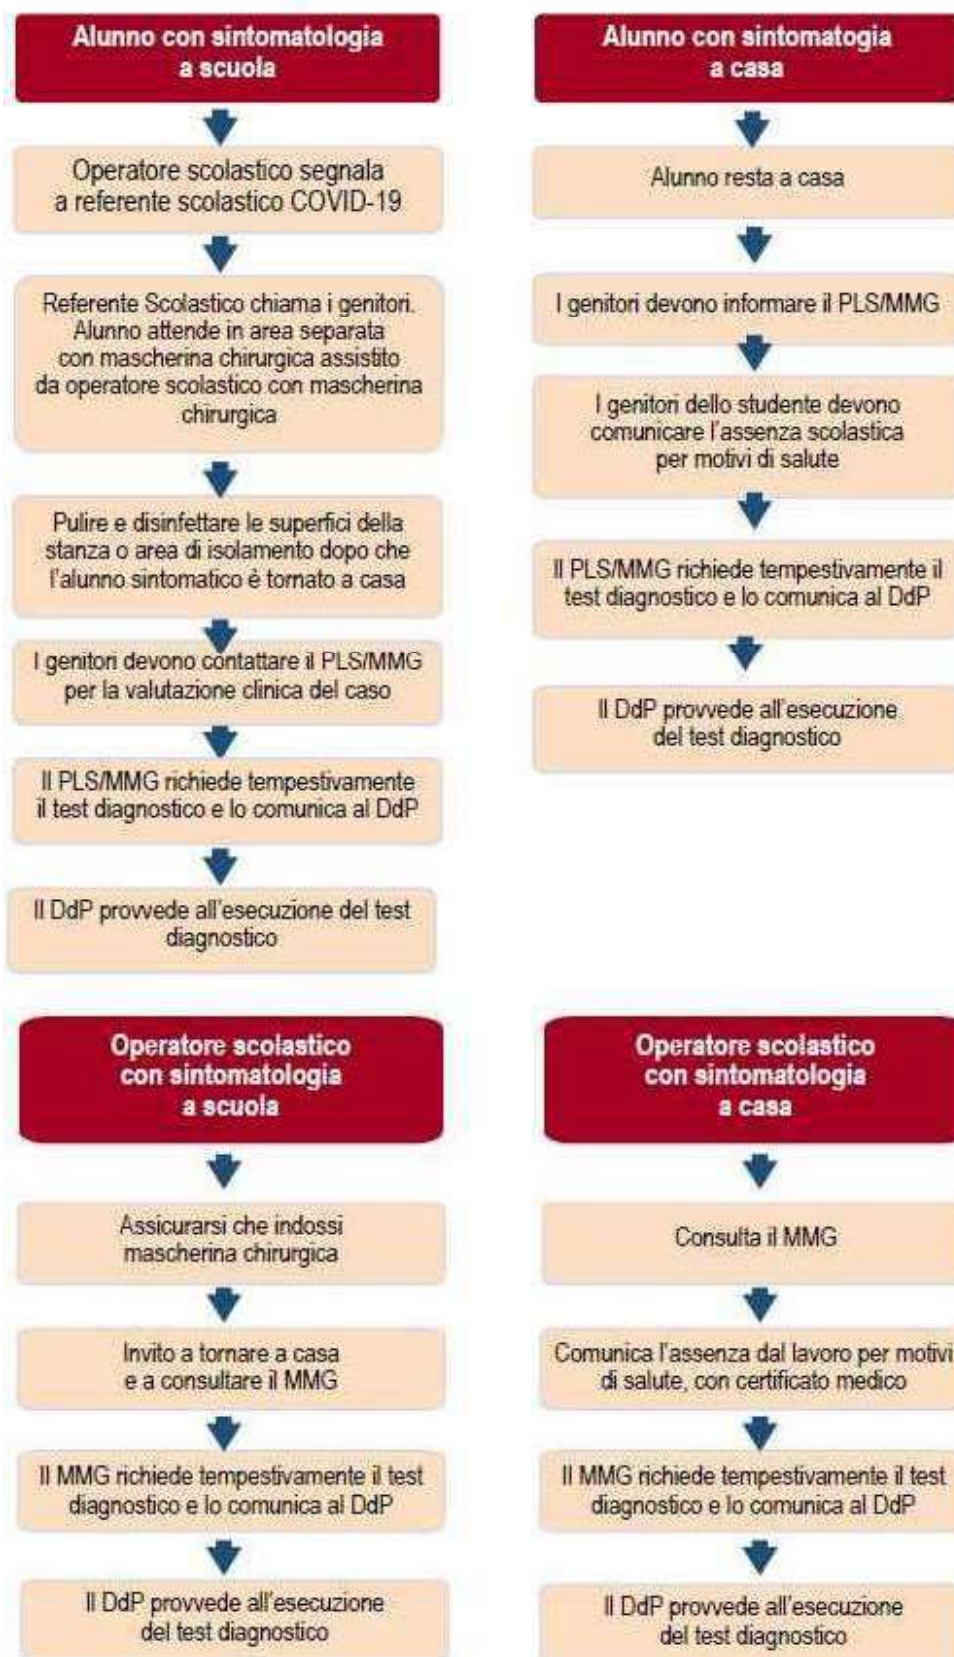 Alunno con sintomatologia
a scuola
Operatore scolastico segnala
a referente scolastico COVID-19
Referente Scolastico chiama i genitori.
Alunno attende in area separata
con mascherina chirurgica assistito
da operatore scolastico con mascherina
chirurgica
Pulire e disinfettare le superfici della
stanza o area di isolamento dopo che
l'alunno sintomatico è tornato a casa
I genitori devono contattare il PLS/MMG
per la valutazione clinica del caso
Il PLS/MMG richiede tempestivamente
il test diagnostico e lo comunica al DdP
Il DdP provvede all'esecuzione del test
diagnostico
Alunno con sintomatogia
a casa
Alunno resta a casa
I genitori devono informare il PLS/MMG
I genitori dello studente devono
comunicare l'assenza scolastica
per motivi di salute
Il PLS/MMG richiede tempestivamente il
test diagnostico e lo comunica al DdP
Il DdP provvede all'esecuzione
del test diagnostico
Operatore scolastico
con sintomatologia
a scuola
Assicurarsi che indossi
mascherina chirurgica
Invito a tornare a casa
e a consultare il MMG
Il MMG richiede tempestivamente il test
diagnostico e lo comunica al DdP
Il DdP provvede all'esecuzione
del test diagnostico
Operatore scolastico
con sintomatologia
a casa
Consulta il MMG
Comunica l'assenza dal lavoro per motivi
di salute, con certificato medico
Il MMG richiede tempestivamente il test
diagnostico e lo comunica al DdP
Il DdP provvede all'esecuzione
del test diagnostico